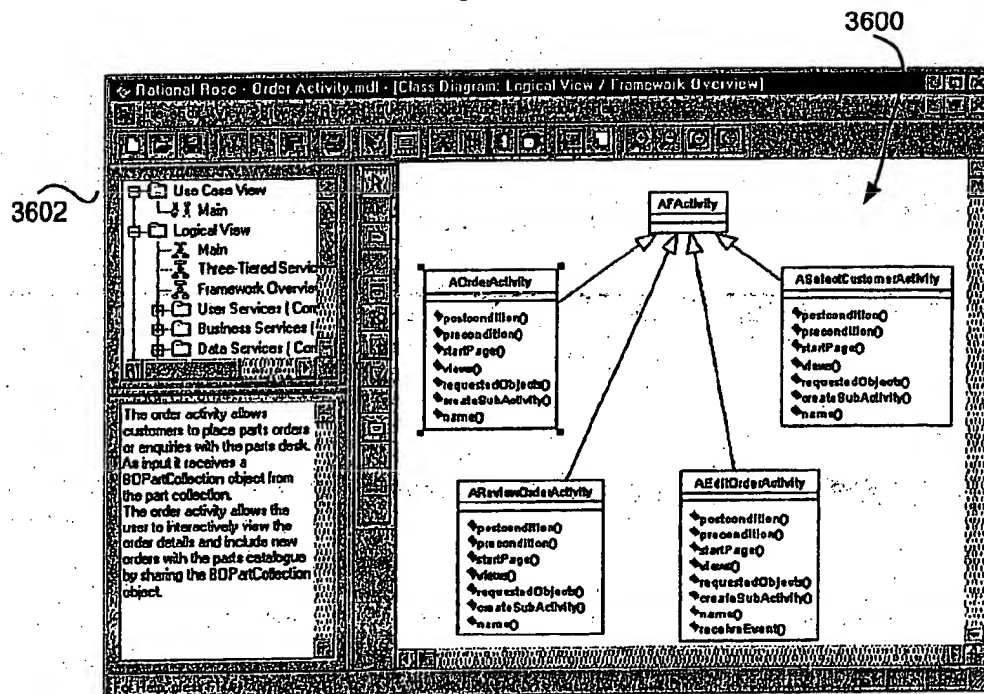 3600
Rational Rose - Order Activity.mdl - [Class Diagram: Logical View / Framework Overview]
3602
Use Case View
Main
Logical View
Main
Three-Tiered Servic
Framework Overvie
User Services ( Con
Business Services (
Data Services ( Con
The order activity allows
customers to place parts orders
or enquiries with the parts desk.
As input it receives a
BDPartCollection object from
the part collection.
The order activity allows the
user to interactively view the
order details and include new
orders with the parts catalogue
by sharing the BDPartCollection
object.
AFActivity
AOrderActivity
postcondition()
precondition()
startPage()
views()
requestedObjects()
createSubActivity()
name()
ASelectCustomerActivity
postcondition()
precondition()
startPage()
views()
requestedObjects()
createSubActivity()
name()
AReviewOrderActivity
postcondition()
precondition()
startPage()
views()
requestedObjects()
createSubActivity()
name()
AEditOrderActivity
postcondition()
precondition()
startPage()
views()
requestedObjects()
createSubActivity()
name()
receiveEvent()